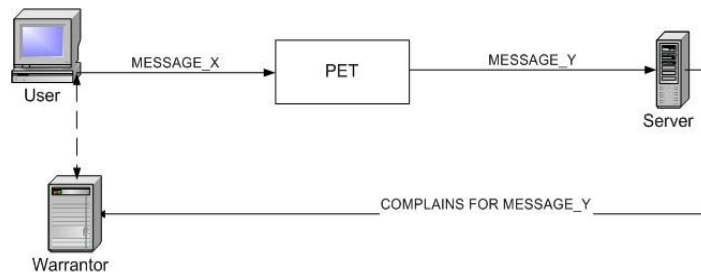 MESSAGE_X
PET
MESSAGE_Y
User
Server
COMPLAINS FOR MESSAGE_Y
Warrantor